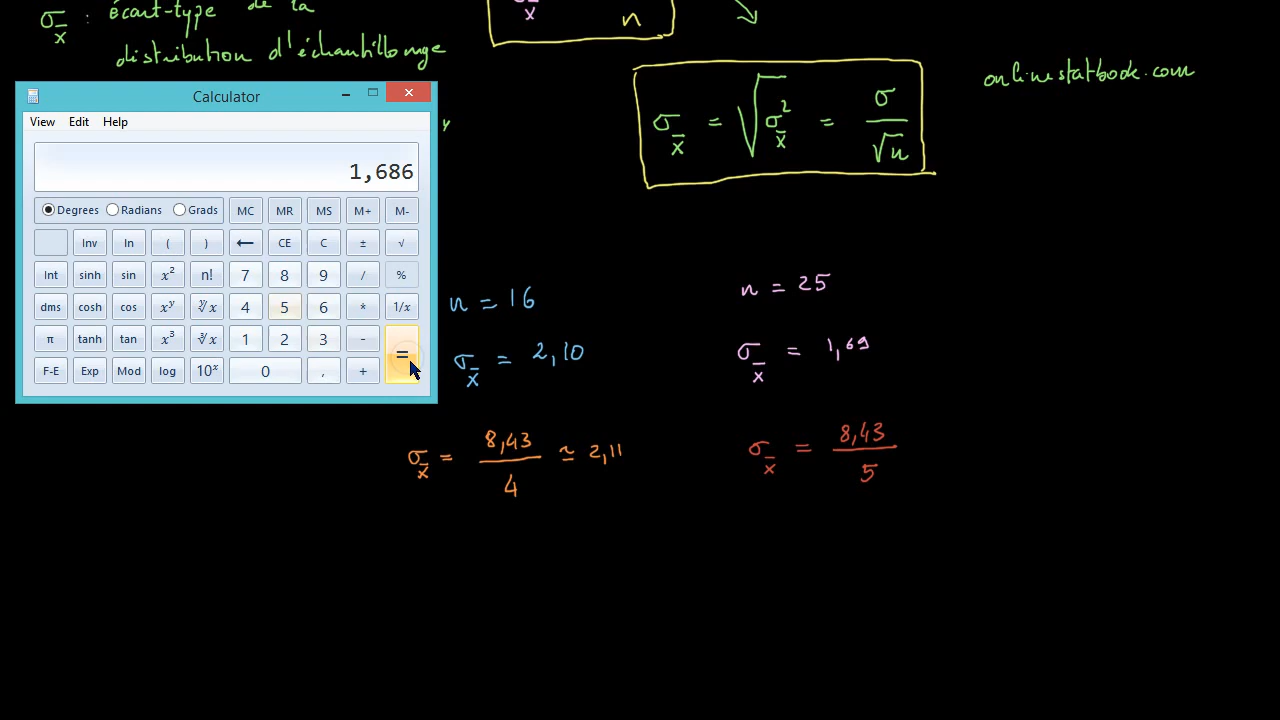 σx̄ : écart-type de la
distribution d'échantillonage
n
σx̄ = √σ²x̄ = σ/√n
onlinestatbook.com
Calculator
View Edit Help
1,686
Degrees Radians Grads MC MR MS M+ M-
Inv ln ( ) ← CE C ± √
Int sinh sin x² n! 7 8 9 / %
dms cosh cos xʸ ʸ√x 4 5 6 * 1/x
π tanh tan x³ ³√x 1 2 3 - =
F-E Exp Mod log 10ˣ 0 , +
n = 16
σx̄ = 2,10
σx̄ = 8,43/4 ≃ 2,11
n = 25
σx̄ = 1,69
σx̄ = 8,43/5